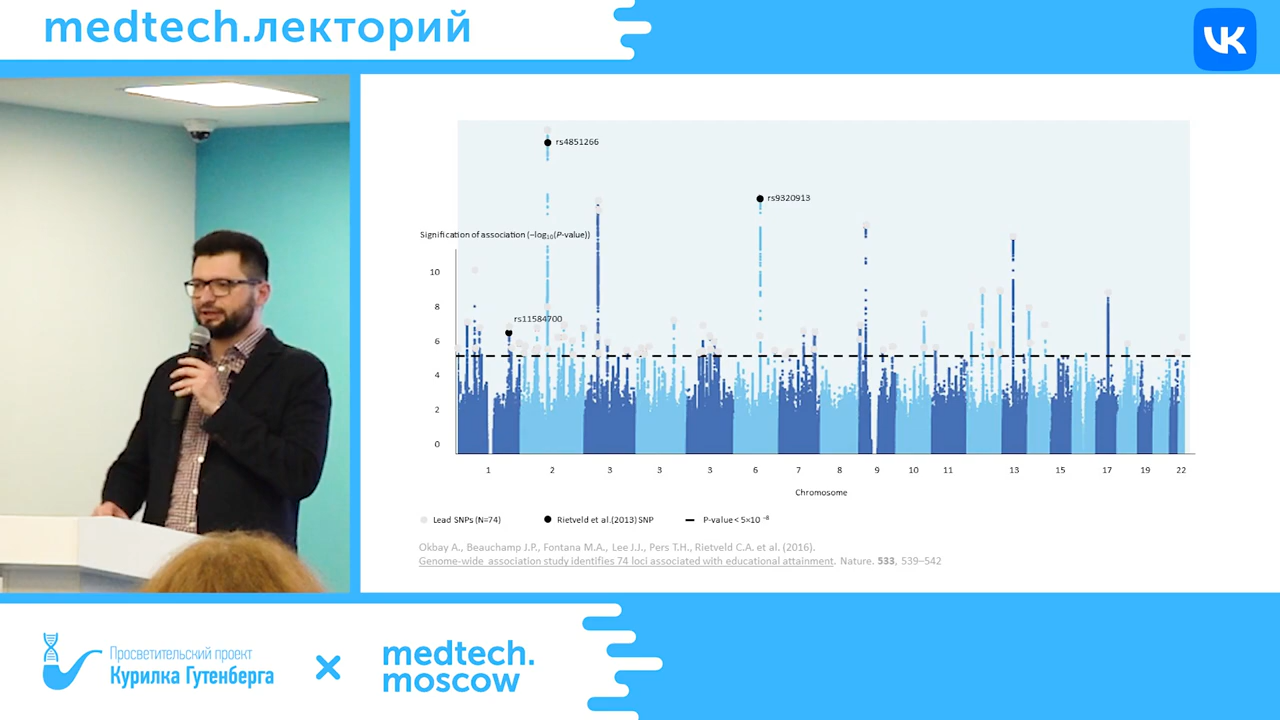 medtech.лекторий
VK
rs4851266
rs9320913
Signification of association (–log₁₀(P-value))
10
8
rs11584700
6
4
2
0
1 2 3 3 3 6 7 8 9 10 11 13 15 17 19 22
Chromosome
Lead SNPs (N=74) Rietveld et al.(2013) SNP P-value < 5×10 ⁻⁸
Okbay A., Beauchamp J.P., Fontana M.A., Lee J.J., Pers T.H., Rietveld C.A. et al. (2016).
Genome-wide association study identifies 74 loci associated with educational attainment. Nature. 533, 539–542
Просветительский проект
Курилка Гутенберга
×
medtech.
moscow